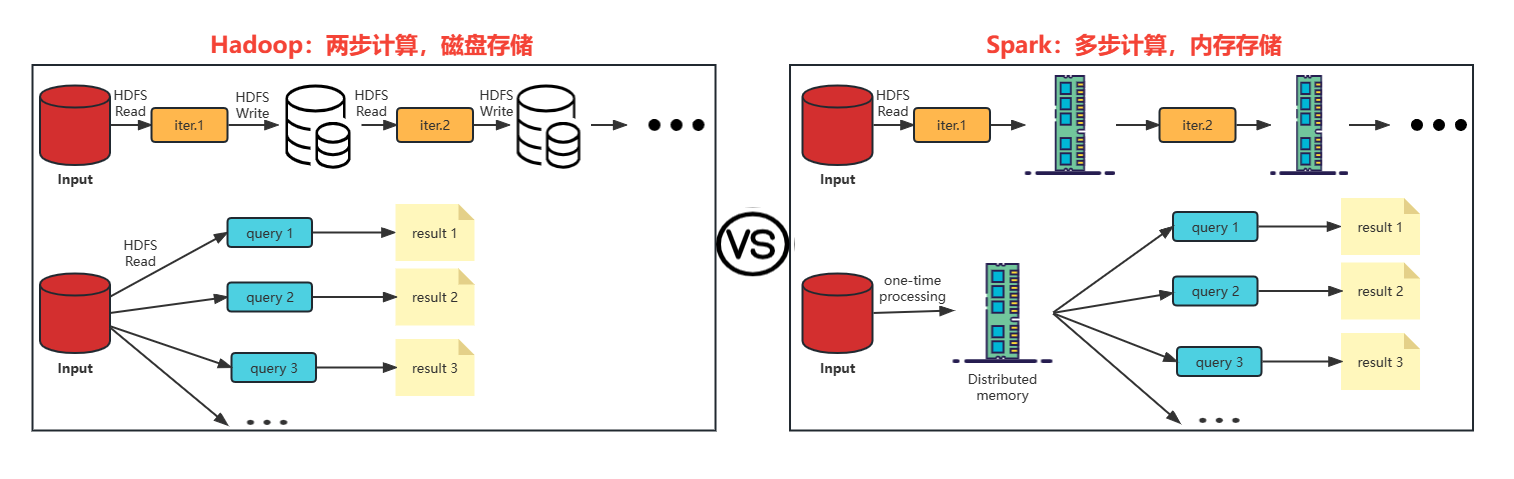 Hadoop：两步计算，磁盘存储
HDFS
Read
iter.1
HDFS
Write
HDFS
Read
iter.2
HDFS
Write
Input
HDFS
Read
query 1
result 1
query 2
result 2
query 3
result 3
Input
VS
Spark：多步计算，内存存储
HDFS
Read
iter.1
iter.2
Input
one-time
processing
query 1
result 1
query 2
result 2
query 3
result 3
Input
Distributed
memory